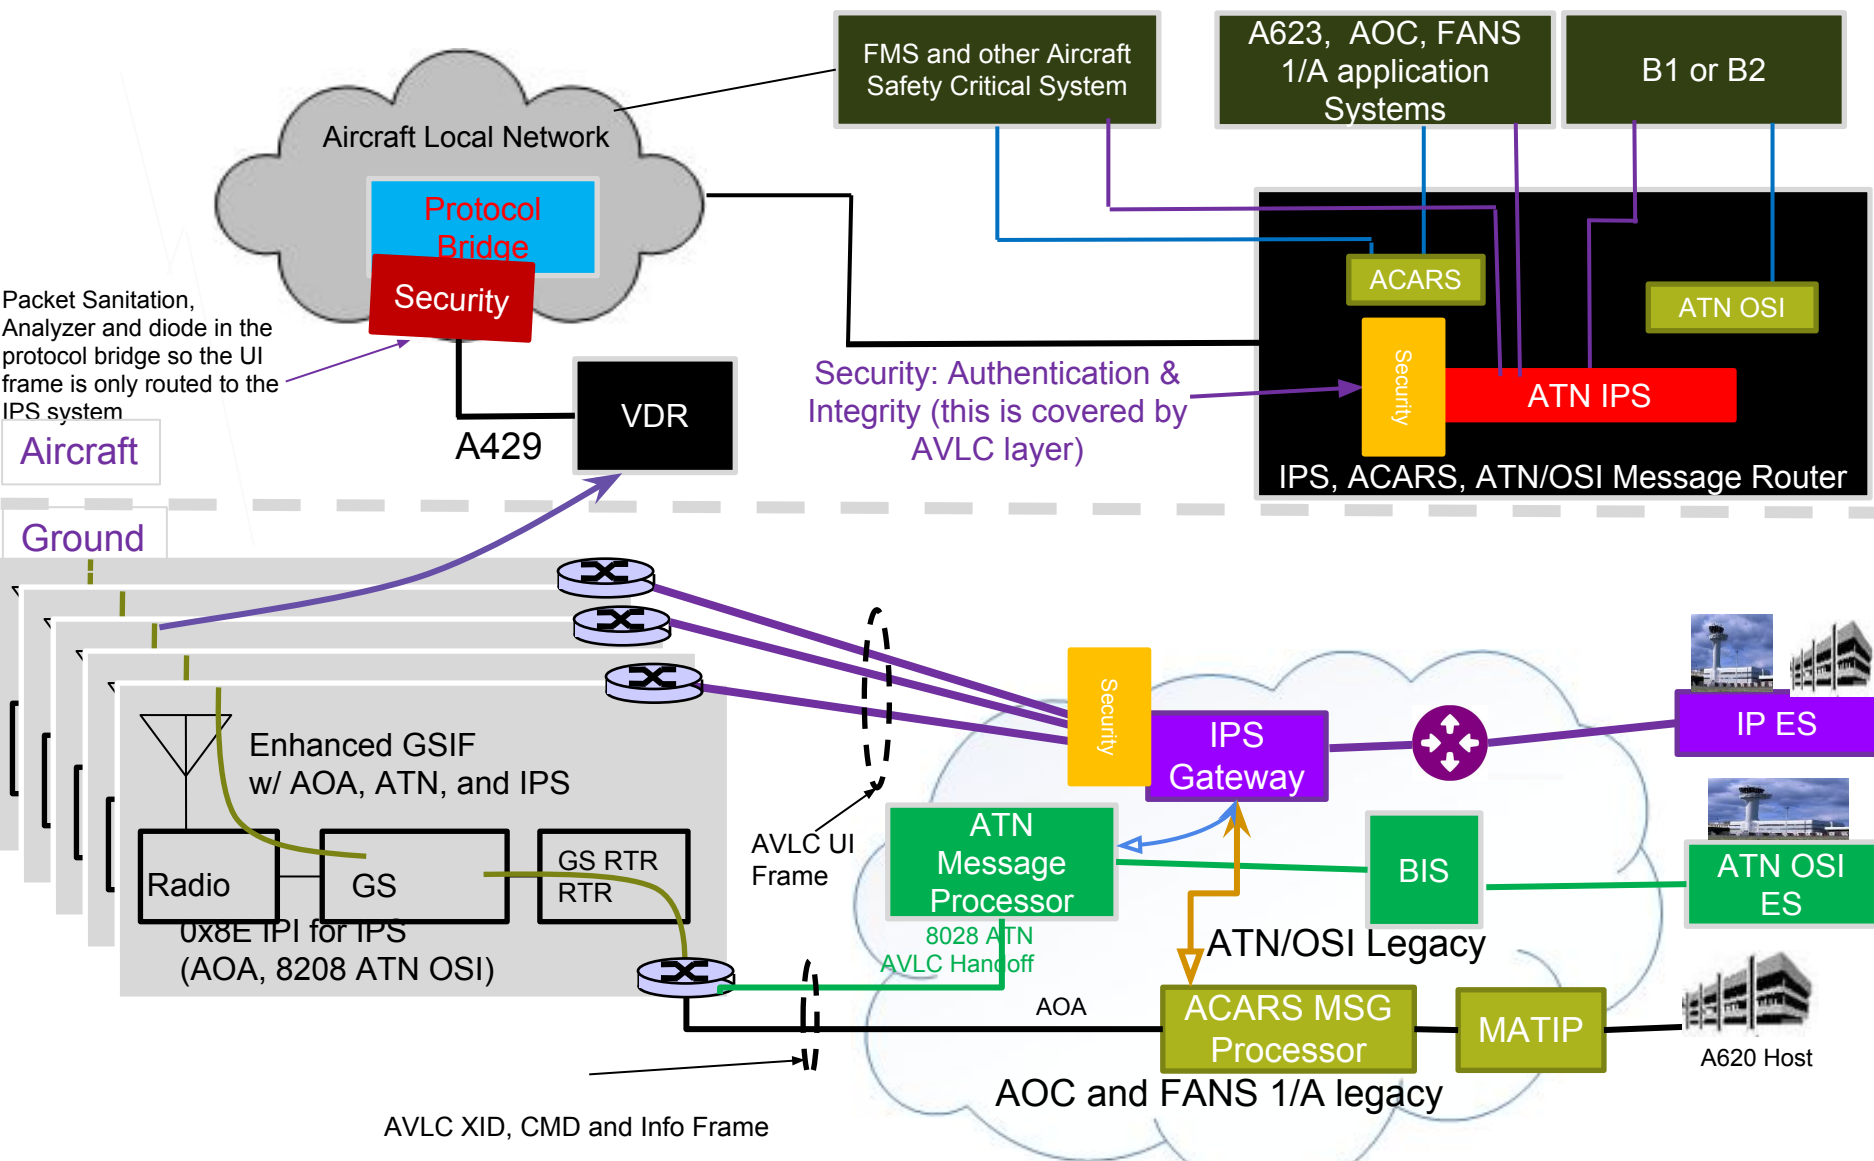 FMS and other Aircraft
Safety Critical System
A623, AOC, FANS
1/A application
Systems
B1 or B2
Aircraft Local Network
Protocol
Bridge
Security
ACARS
ATN OSI
Security
ATN IPS
IPS, ACARS, ATN/OSI Message Router
Packet Sanitation,
Analyzer and diode in the
protocol bridge so the UI
frame is only routed to the
IPS system
VDR
A429
Security: Authentication &
Integrity (this is covered by
AVLC layer)
Aircraft
Ground
Enhanced GSIF
w/ AOA, ATN, and IPS
Radio
GS
GS RTR
RTR
0x8E IPI for IPS
(AOA, 8208 ATN OSI)
AVLC UI
Frame
Security
IPS
Gateway
IP ES
ATN
Message
Processor
BIS
ATN OSI
ES
8028 ATN
AVLC Handoff
ATN/OSI Legacy
AOA
ACARS MSG
Processor
MATIP
A620 Host
AOC and FANS 1/A legacy
AVLC XID, CMD and Info Frame